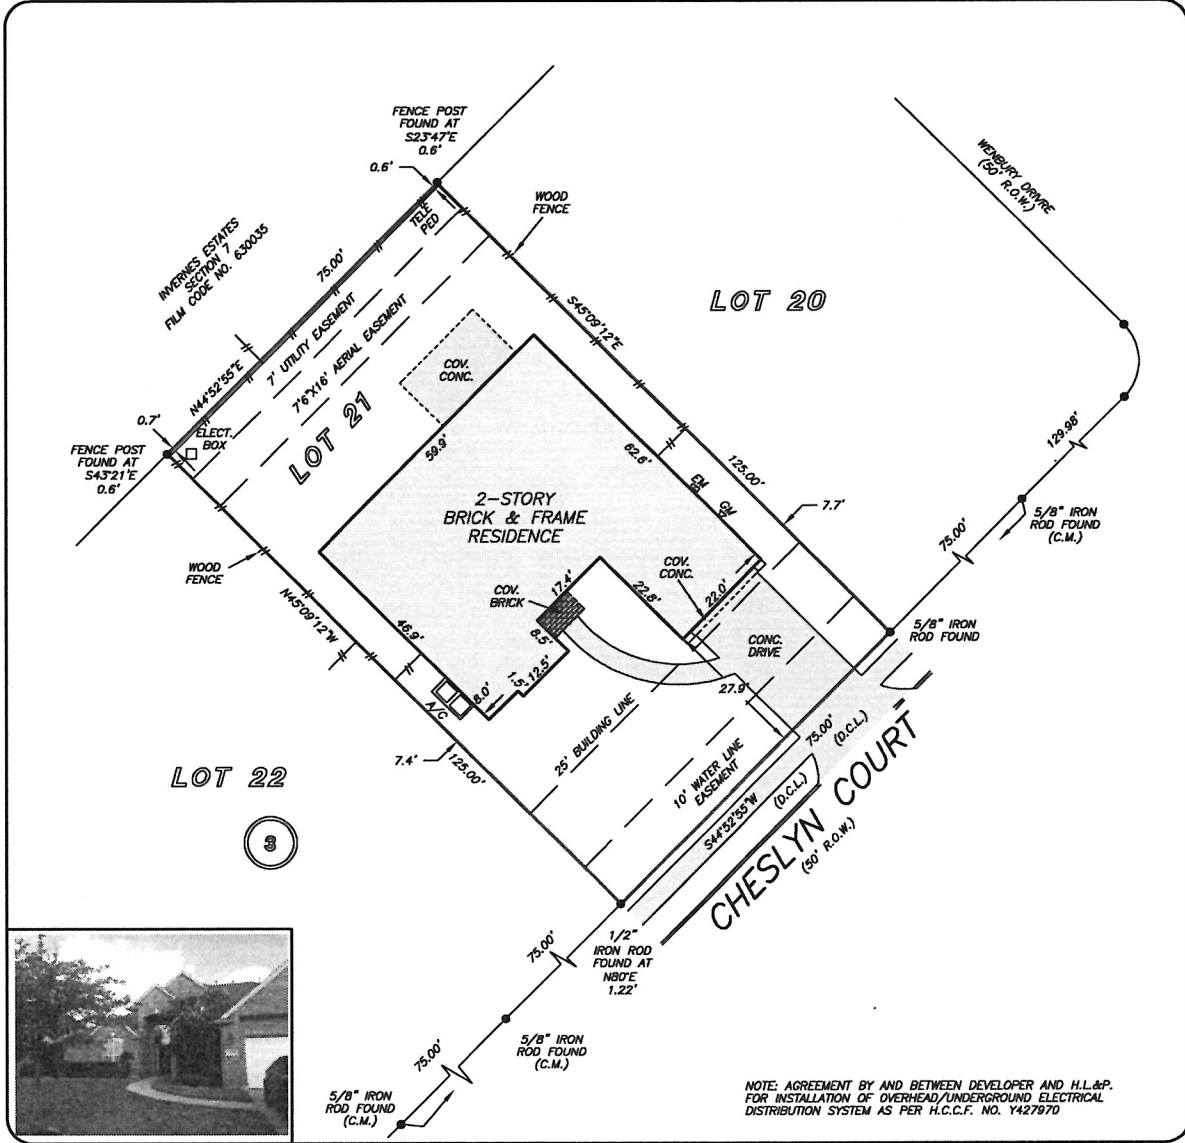 FENCE POST
FOUND AT
S23°47'E
0.6'
0.6'
TELE
PED
WOOD
FENCE
WENBURY DRIVRE
(50' R.O.W.)
INVERNES ESTATES
SECTION 7
FILM CODE NO. 630035
75.00'
N44°52'55"E
7' UTILITY EASEMENT
7'6"X16' AERIAL EASEMENT
S45°09'12"E
LOT 20
COV.
CONC.
LOT 21
0.7'
ELECT.
BOX
FENCE POST
FOUND AT
S43°21'E
0.6'
59.9'
62.6'
125.00'
129.98'
EM
GM
7.7'
2-STORY
BRICK & FRAME
RESIDENCE
5/8" IRON
ROD FOUND
(C.M.)
75.00'
WOOD
FENCE
N45°09'12"W
COV.
BRICK
17.4'
22.8'
COV.
CONC.
22.0'
5/8" IRON
ROD FOUND
CONC.
DRIVE
46.9'
8.5'
12.5'
1.5'
8.0'
A/C
27.9'
25' BUILDING LINE
10' WATER LINE
EASEMENT
75.00'
(D.C.L.)
(D.C.L.)
S44°52'55"W
CHESLYN COURT
(50' R.O.W.)
7.4'
125.00'
LOT 22
3
75.00'
1/2"
IRON ROD
FOUND AT
N80°E
1.22'
5/8" IRON
ROD FOUND
(C.M.)
75.00'
5/8" IRON
ROD FOUND
(C.M.)
NOTE: AGREEMENT BY AND BETWEEN DEVELOPER AND H.L.&P.
FOR INSTALLATION OF OVERHEAD/UNDERGROUND ELECTRICAL
DISTRIBUTION SYSTEM AS PER H.C.C.F. NO. Y427970